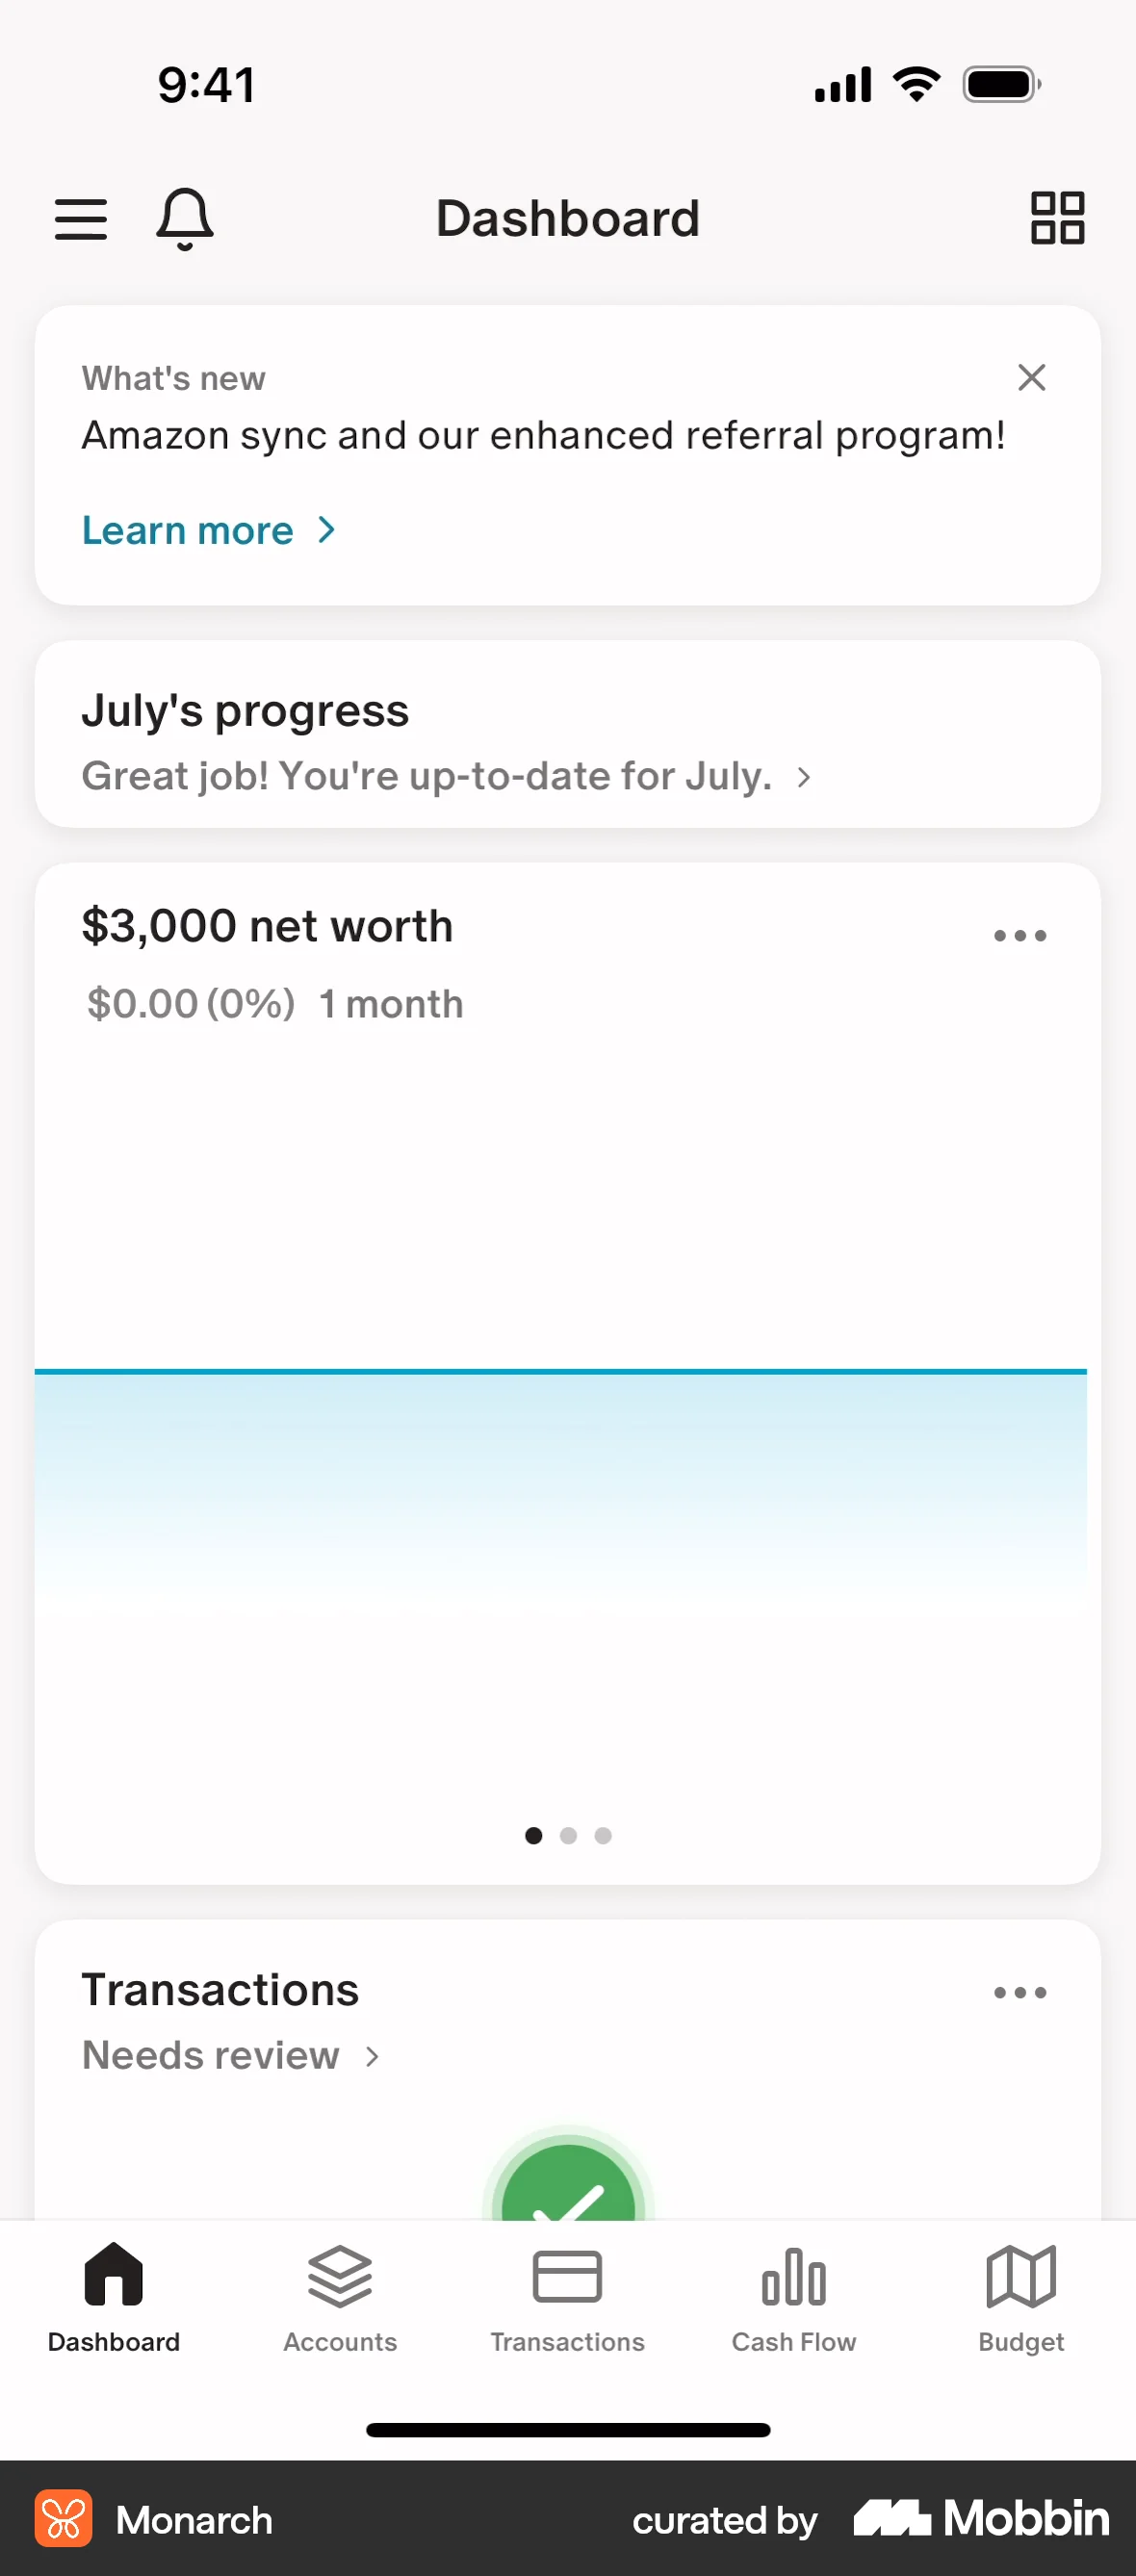 9:41
Dashboard
What's new
Amazon sync and our enhanced referral program!
Learn more
July's progress
Great job! You're up-to-date for July.
$3,000 net worth
$0.00 (0%) 1 month
Transactions
Needs review
Dashboard Accounts Transactions Cash Flow Budget
Monarch curated by Mobbin